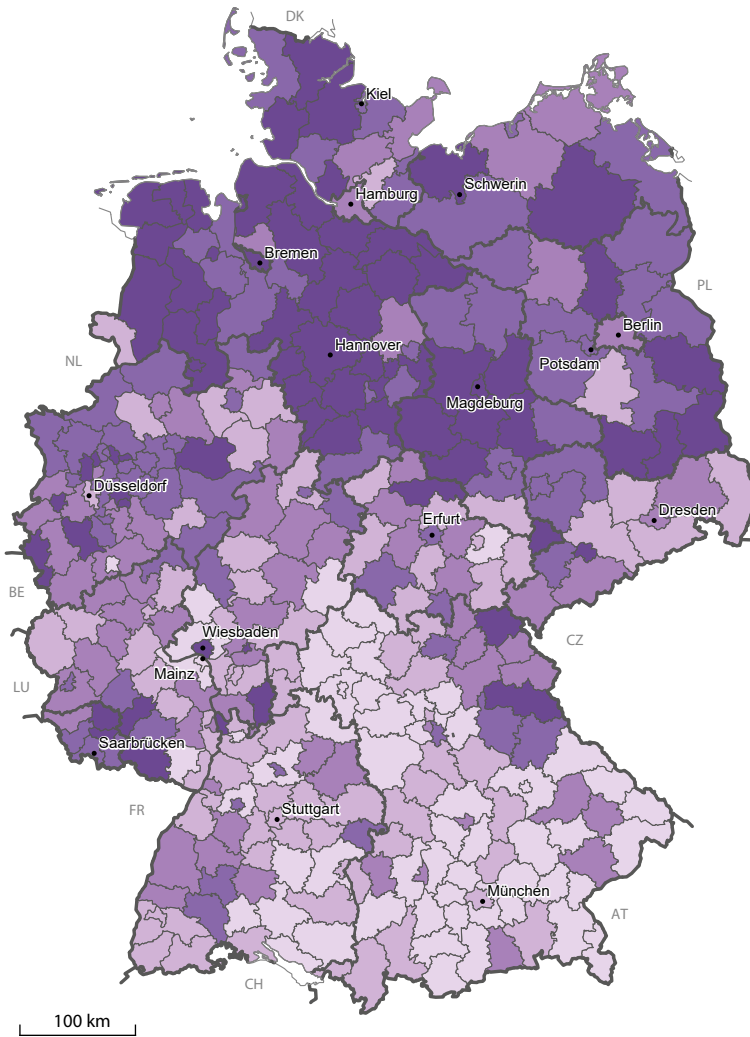 DK
Kiel
Schwerin
Hamburg
Bremen
PL
Berlin
Hannover
NL
Potsdam
Magdeburg
Düsseldorf
Dresden
Erfurt
BE
Wiesbaden
CZ
Mainz
LU
Saarbrücken
FR
Stuttgart
München
AT
CH
100 km